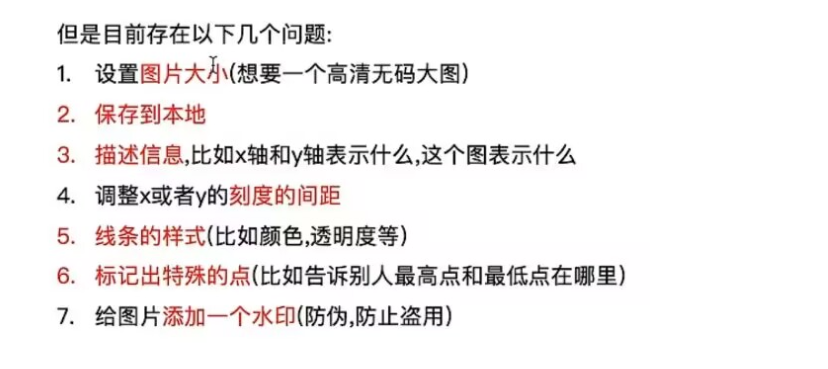 但是目前存在以下几个问题:
1. 设置图片大小(想要一个高清无码大图)
2. 保存到本地
3. 描述信息,比如x轴和y轴表示什么,这个图表示什么
4. 调整x或者y的刻度的间距
5. 线条的样式(比如颜色,透明度等)
6. 标记出特殊的点(比如告诉别人最高点和最低点在哪里)
7. 给图片添加一个水印(防伪,防止盗用)